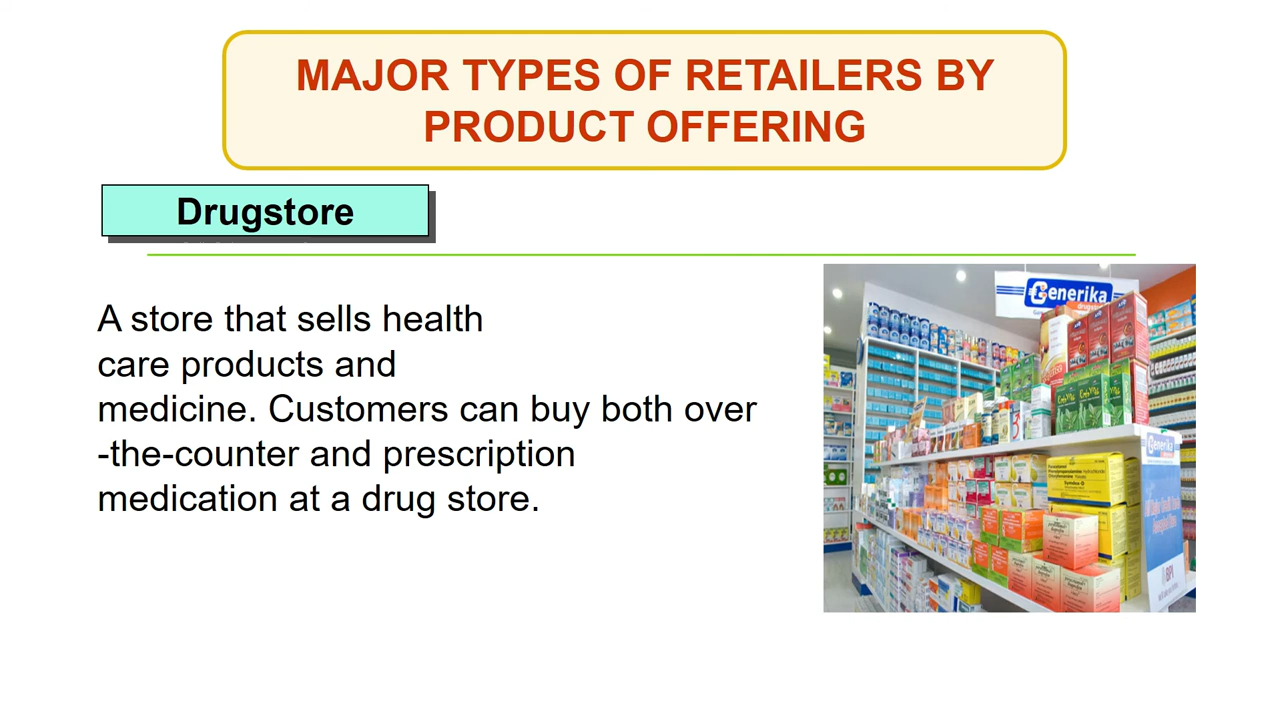 MAJOR TYPES OF RETAILERS BY
PRODUCT OFFERING
Drugstore
A store that sells health
care products and
medicine. Customers can buy both over
-the-counter and prescription
medication at a drug store.
Generika
Generika